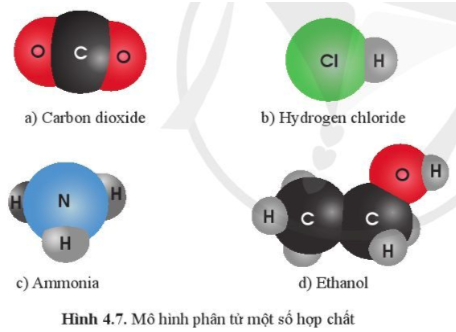 O C O
Cl H
a) Carbon dioxide
b) Hydrogen chloride
H N H
H
O H
H C C
H
c) Ammonia
d) Ethanol
Hình 4.7. Mô hình phân tử một số hợp chất